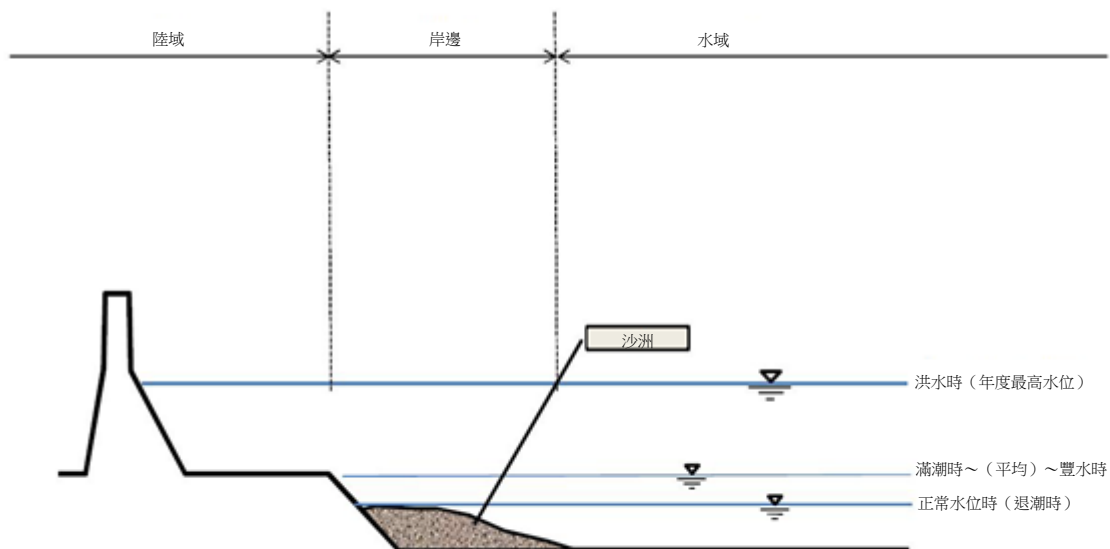 陸域
岸邊
水域
沙洲
洪水時（年度最高水位）
滿潮時～（平均）～豐水時
正常水位時（退潮時）